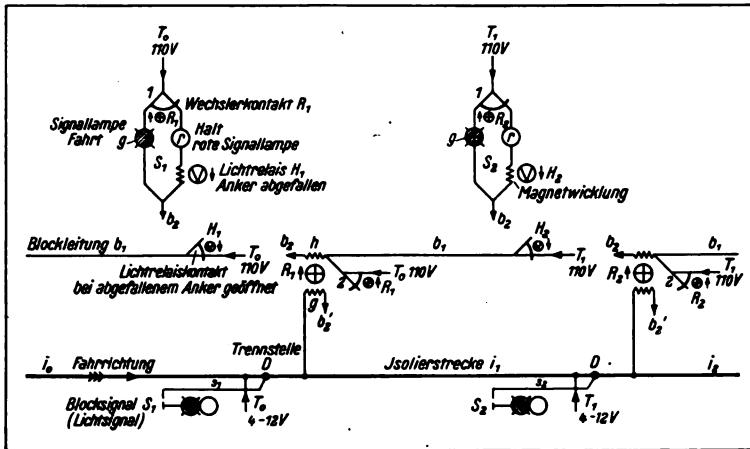 T₀
110V
1
Wechslerkontakt R₁
R₁
Signallampe
Fahrt
g
r
Halt
rote Signallampe
S₁
Lichtrelais H₁
Anker abgefallen
b₂
T₁
110V
1
R₂
g
r
S₂
H₂
Magnetwicklung
b₂
Blockleitung b₁
H₁
T₀
110V
Lichtrelaiskontakt
bei abgefallenem Anker geöffnet
b₂
h
R₁
2
T₀ 110V
R₁
g
b₂'
b₁
H₂
T₁
110V
b₂
b₁
R₂
2
T₁
110V
R₂
b₂'
i₀
Fahrrichtung
Trennstelle
D
Jsolierstrecke i₁
D
i₂
s₁
Blocksignal S₁
(Lichtsignal)
T₀
4-12V
s₂
S₂
T₁
4-12V